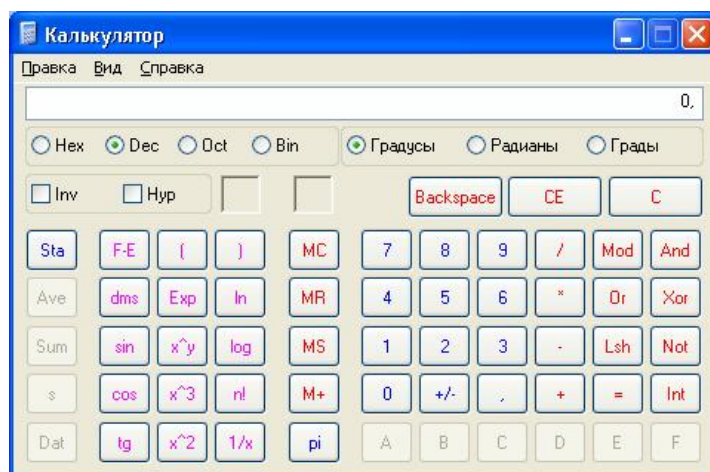 Калькулятор
Правка Вид Справка
0,
Hex Dec Oct Bin Градусы Радианы Грады
Inv Hyp Backspace CE C
Sta F-E ( ) MC 7 8 9 / Mod And
Ave dms Exp ln MR 4 5 6 * Or Xor
Sum sin x^y log MS 1 2 3 - Lsh Not
s cos x^3 n! M+ 0 +/- , + = Int
Dat tg x^2 1/x pi A B C D E F